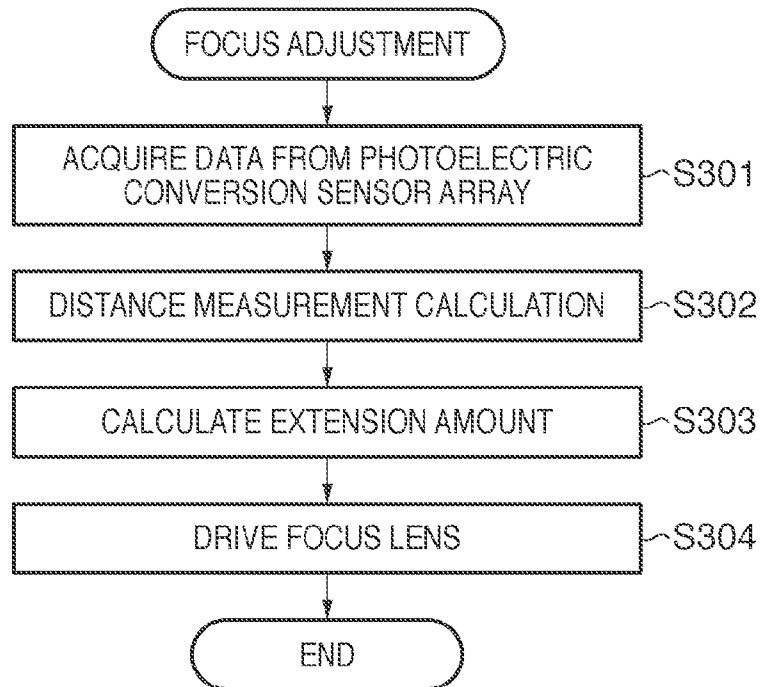 FOCUS ADJUSTMENT
ACQUIRE DATA FROM PHOTOELECTRIC
CONVERSION SENSOR ARRAY
S301
DISTANCE MEASUREMENT CALCULATION
S302
CALCULATE EXTENSION AMOUNT
S303
DRIVE FOCUS LENS
S304
END